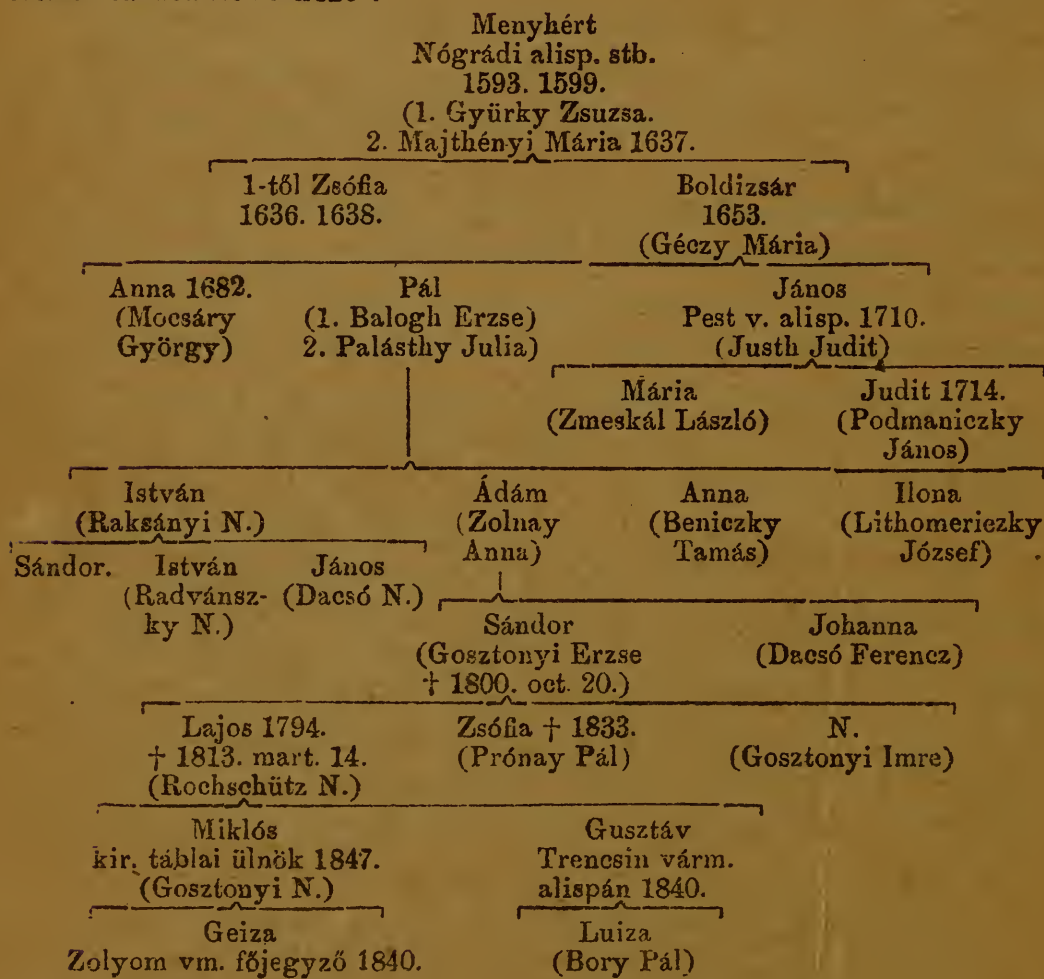 Menyhért
Nógrádi alisp. stb.
1593. 1599.
(1. Gyürky Zsuzsa.
2. Majthényi Mária 1637.
1-től Zsófia
1636. 1638.
Boldizsár
1653.
(Géczy Mária)
Anna 1682.
(Mocsáry
György)
Pál
(1. Balogh Erzse)
2. Palásthy Julia)
János
Pest v. alisp. 1710.
(Justh Judit)
Mária
(Zmeskál László)
Judit 1714.
(Podmaniczky
János)
István
(Raksányi N.)
Ádám
(Zolnay
Anna)
Anna
(Beniczky
Tamás)
Ilona
(Lithomeriezky
József)
Sándor.
István
(Radvánsz-
ky N.)
János
(Dacsó N.)
Sándor
(Gosztonyi Erzse
† 1800. oct. 20.)
Johanna
(Dacsó Ferencz)
Lajos 1794.
† 1813. mart. 14.
(Rochschütz N.)
Zsófia † 1833.
(Prónay Pál)
N.
(Gosztonyi Imre)
Miklós
kir. táblai ülnök 1847.
(Gosztonyi N.)
Gusztáv
Trencsin várm.
alispán 1840.
Geiza
Zolyom vm. főjegyző 1840.
Luiza
(Bory Pál)